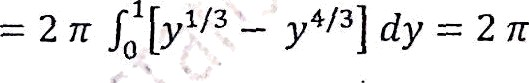 = 2 π ∫₀¹[y^{1/3} − y^{4/3}] dy = 2 π